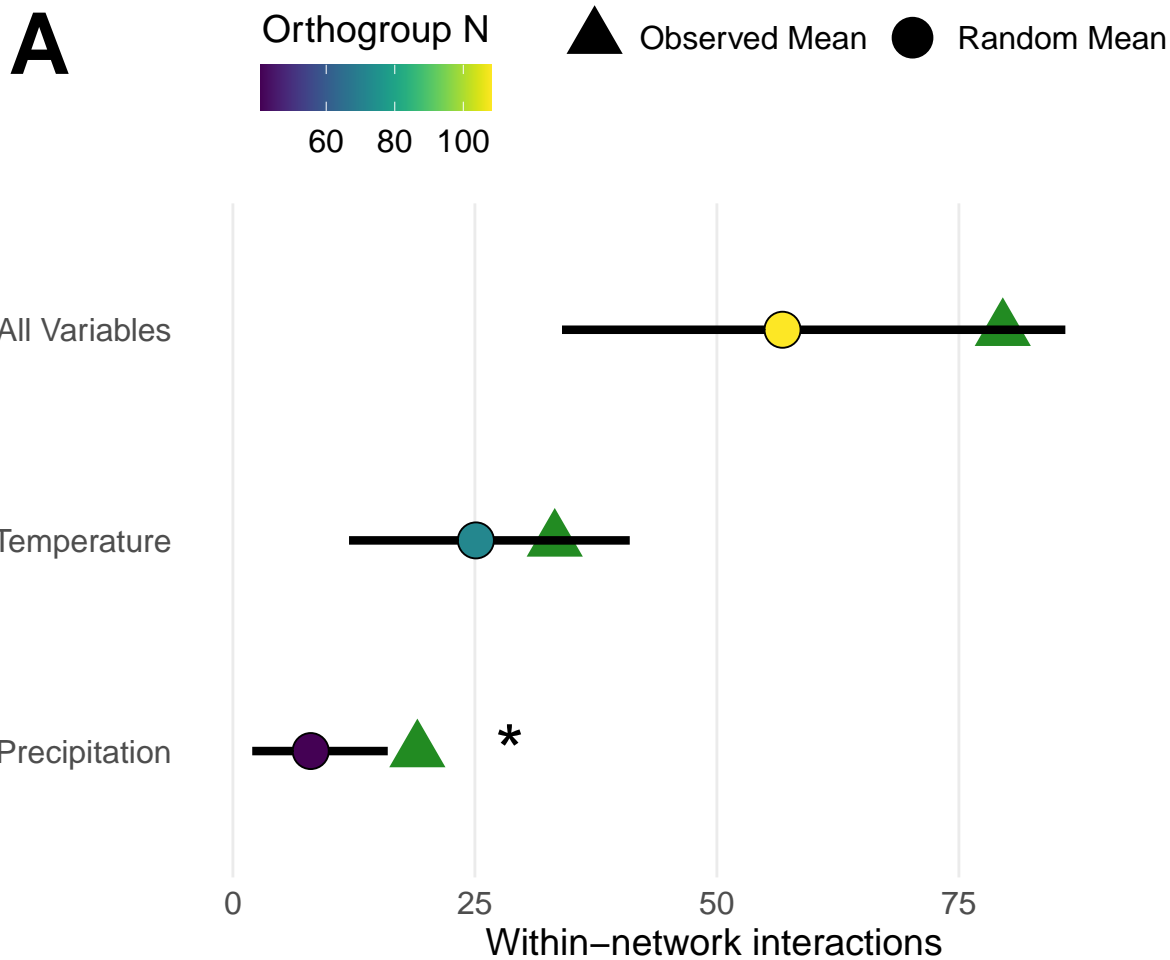 A
Orthogroup N
60 80 100
Observed Mean
Random Mean
All Variables
Temperature
Precipitation
*
0 25 50 75
Within−network interactions